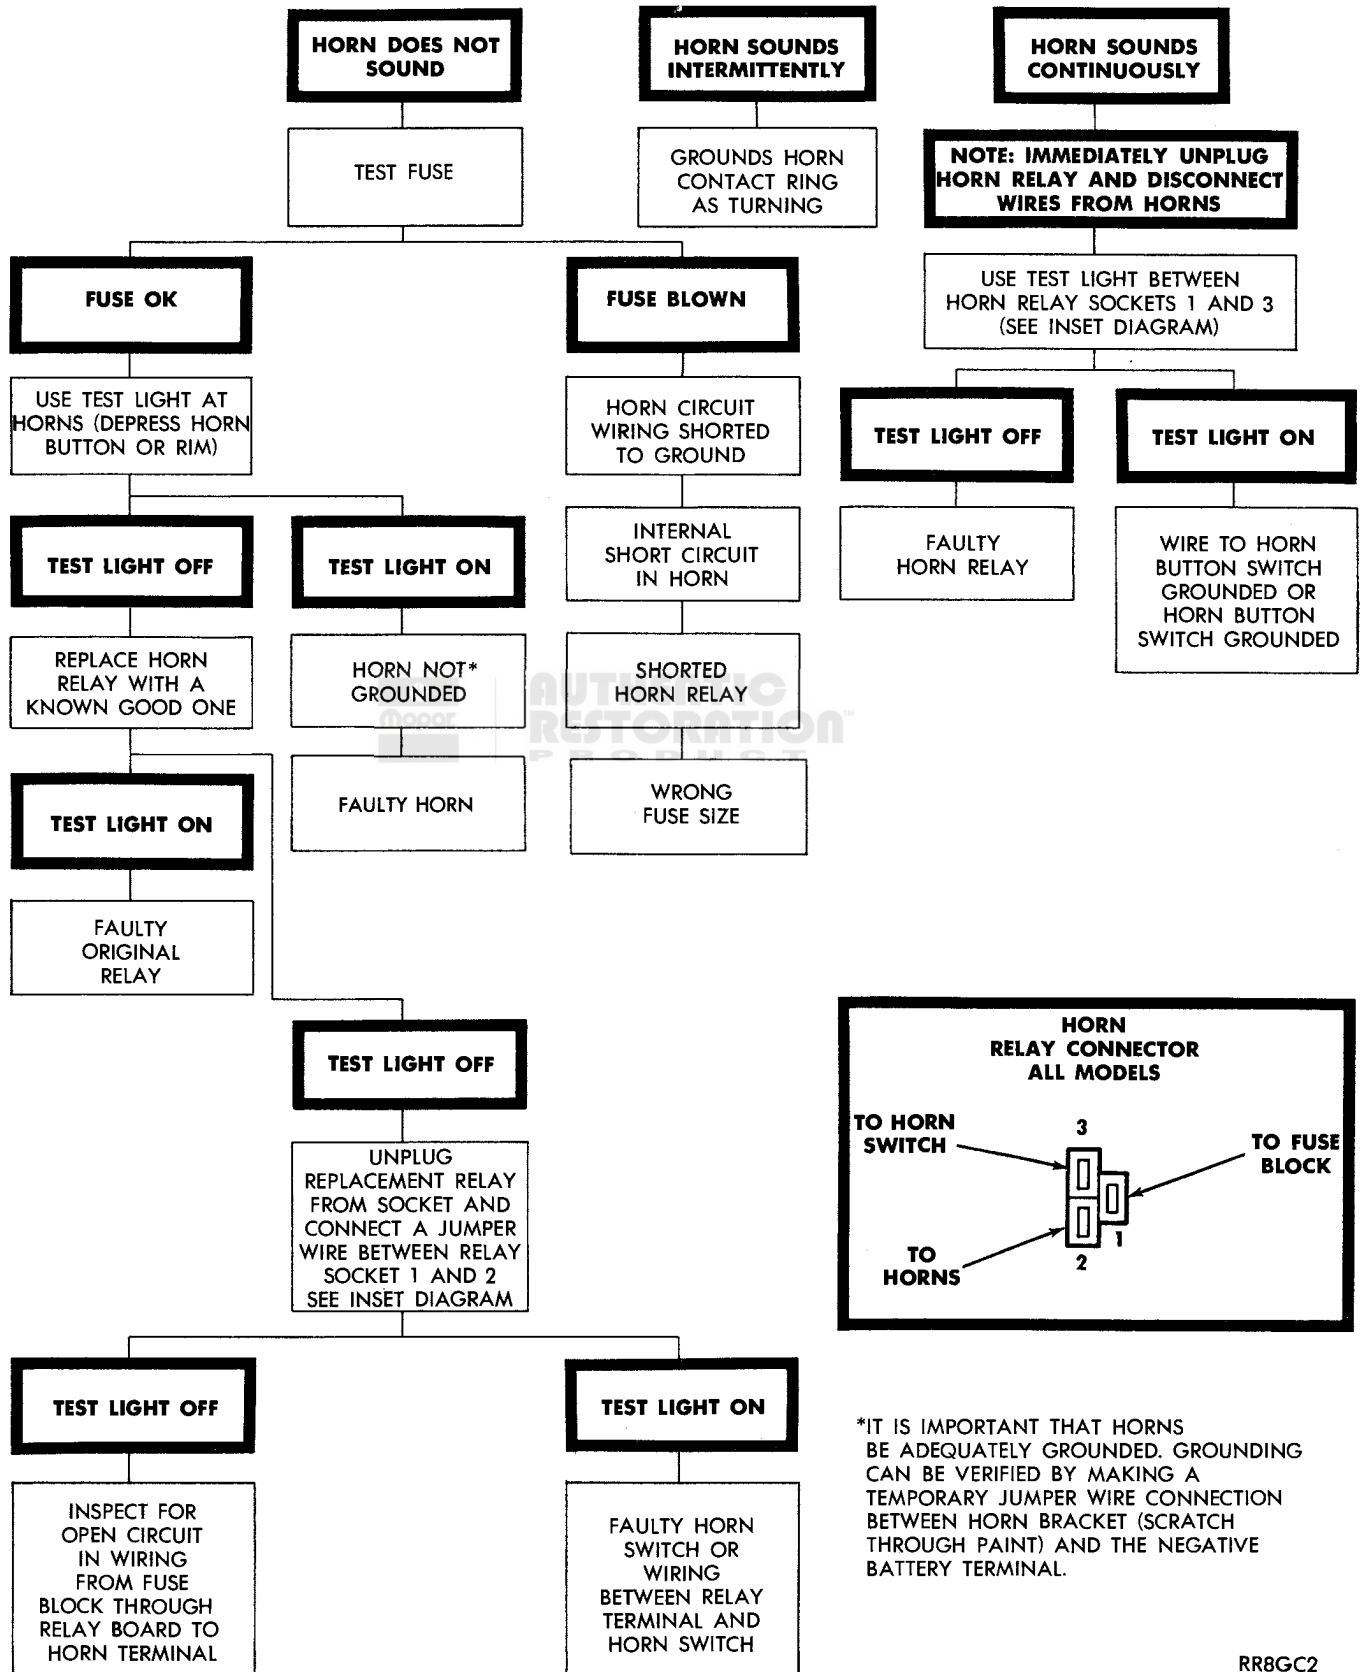 HORN DOES NOT
SOUND
TEST FUSE
FUSE OK
USE TEST LIGHT AT
HORNS (DEPRESS HORN
BUTTON OR RIM)
TEST LIGHT OFF
REPLACE HORN
RELAY WITH A
KNOWN GOOD ONE
TEST LIGHT ON
FAULTY
ORIGINAL
RELAY
TEST LIGHT ON
HORN NOT*
GROUNDED
FAULTY HORN
TEST LIGHT OFF
UNPLUG
REPLACEMENT RELAY
FROM SOCKET AND
CONNECT A JUMPER
WIRE BETWEEN RELAY
SOCKET 1 AND 2
SEE INSET DIAGRAM
TEST LIGHT OFF
INSPECT FOR
OPEN CIRCUIT
IN WIRING
FROM FUSE
BLOCK THROUGH
RELAY BOARD TO
HORN TERMINAL
TEST LIGHT ON
FAULTY HORN
SWITCH OR
WIRING
BETWEEN RELAY
TERMINAL AND
HORN SWITCH
FUSE BLOWN
HORN CIRCUIT
WIRING SHORTED
TO GROUND
INTERNAL
SHORT CIRCUIT
IN HORN
SHORTED
HORN RELAY
WRONG
FUSE SIZE
HORN SOUNDS
INTERMITTENTLY
GROUNDS HORN
CONTACT RING
AS TURNING
HORN SOUNDS
CONTINUOUSLY
NOTE: IMMEDIATELY UNPLUG
HORN RELAY AND DISCONNECT
WIRES FROM HORNS
USE TEST LIGHT BETWEEN
HORN RELAY SOCKETS 1 AND 3
(SEE INSET DIAGRAM)
TEST LIGHT OFF
FAULTY
HORN RELAY
TEST LIGHT ON
WIRE TO HORN
BUTTON SWITCH
GROUNDED OR
HORN BUTTON
SWITCH GROUNDED
Mopar
AUTHENTIC
RESTORATION™
PRODUCT
HORN
RELAY CONNECTOR
ALL MODELS
TO HORN
SWITCH
3
TO FUSE
BLOCK
1
TO
HORNS
2
*IT IS IMPORTANT THAT HORNS
BE ADEQUATELY GROUNDED. GROUNDING
CAN BE VERIFIED BY MAKING A
TEMPORARY JUMPER WIRE CONNECTION
BETWEEN HORN BRACKET (SCRATCH
THROUGH PAINT) AND THE NEGATIVE
BATTERY TERMINAL.
RR8GC2